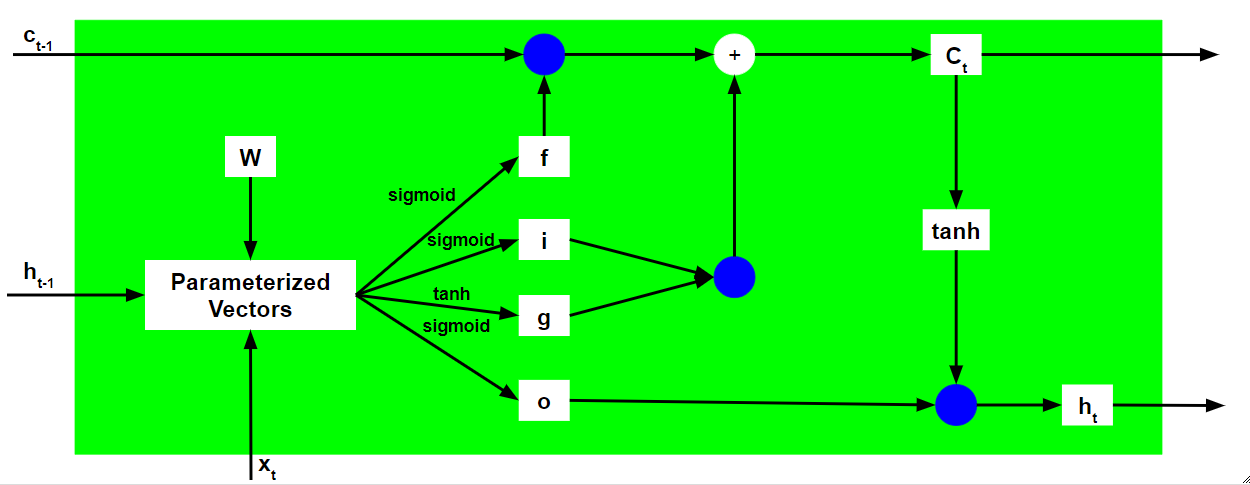 c t-1
+
C t
W
f
sigmoid
sigmoid
i
tanh
h t-1
Parameterized
Vectors
tanh
g
sigmoid
o
h t
x t